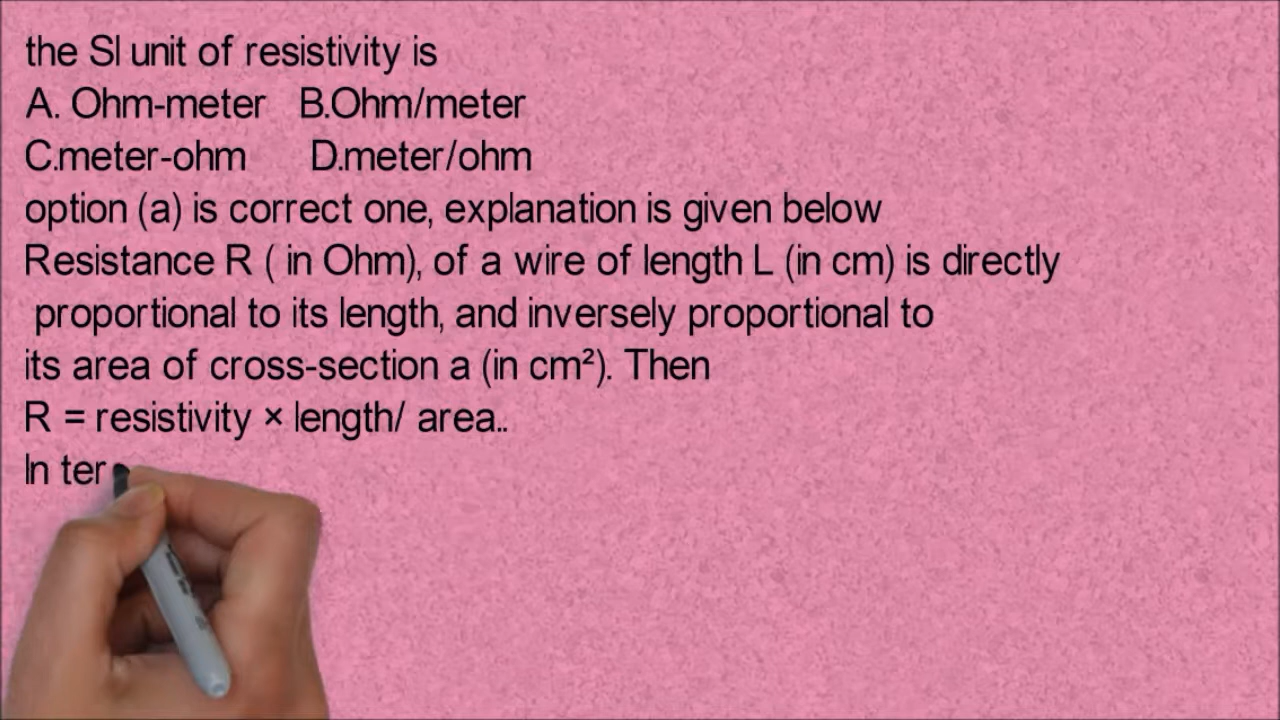 the SI unit of resistivity is
A. Ohm-meter B.Ohm/meter
C.meter-ohm D.meter/ohm
option (a) is correct one, explanation is given below
Resistance R ( in Ohm), of a wire of length L (in cm) is directly
proportional to its length, and inversely proportional to
its area of cross-section a (in cm²). Then
R = resistivity × length/ area..
In ter